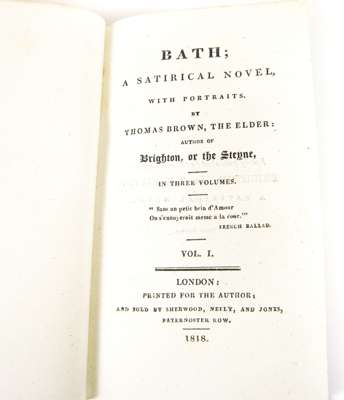 BATH;
A SATIRICAL NOVEL,
WITH PORTRAITS.
BY
THOMAS BROWN, THE ELDER:
AUTHOR OF
Brighton, or the Steyne,
IN THREE VOLUMES.
"Sans un petit brin d'Amour
On s'ennuyerait meme a la cour."
FRENCH BALLAD.
VOL. I.
LONDON:
PRINTED FOR THE AUTHOR;
AND SOLD BY SHERWOOD, NEELY, AND JONES,
PATERNOSTER ROW.
1818.